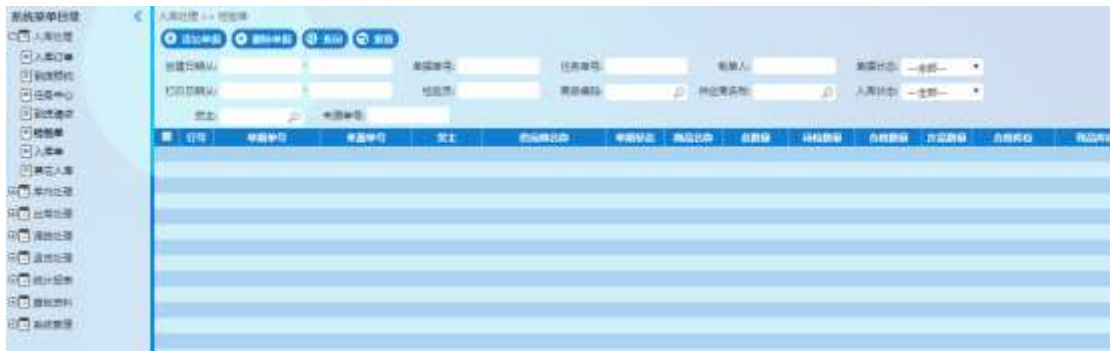 系统菜单目录
入库处理 >> 检验单
入库处理
添加单据 删除单据 查询 重置
入库订单
创建日期从: 单据单号: 任务单号: 制单人: 单据状态: --全部--
到货预约
任务中心
打印日期从: 检验员: 商品编码: 供应商名称: 入库状态: --全部--
到货清点
货主: 来源单号:
检验单
行号 单据单号 来源单号 货主 供应商名称 单据状态 商品名称 总数量 待检数量 合格数量 次品数量 合格库位
入库单
其它入库
库内处理
出库处理
退货处理
统计报表
基础资料
系统管理